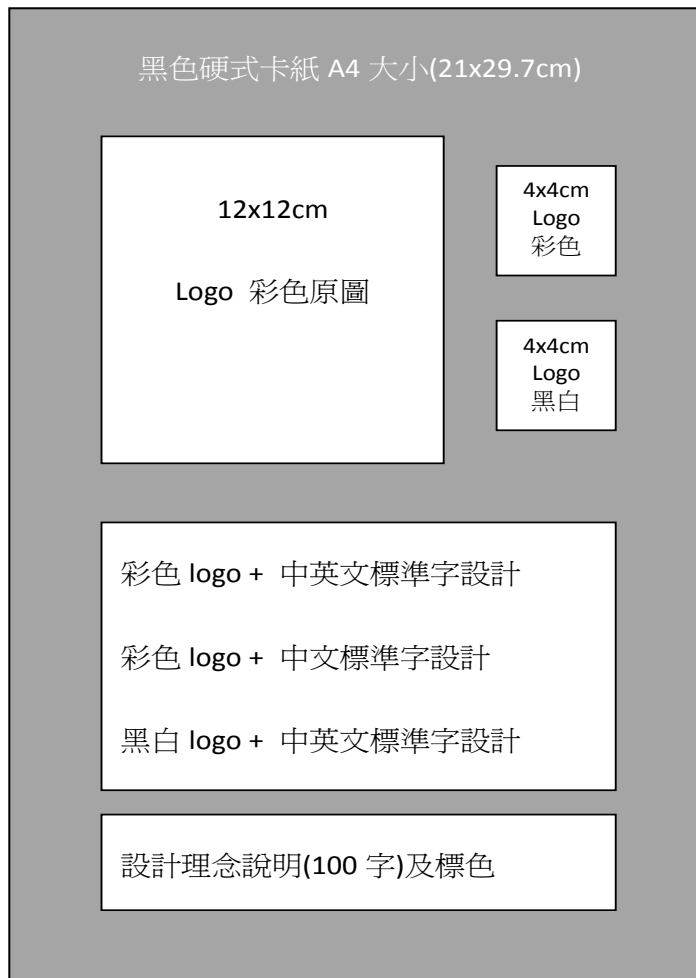 黑色硬式卡紙 A4 大小(21x29.7cm)
12x12cm
Logo 彩色原圖
4x4cm
Logo
彩色
4x4cm
Logo
黑白
彩色 logo + 中英文標準字設計
彩色 logo + 中文標準字設計
黑白 logo + 中英文標準字設計
設計理念說明(100 字)及標色